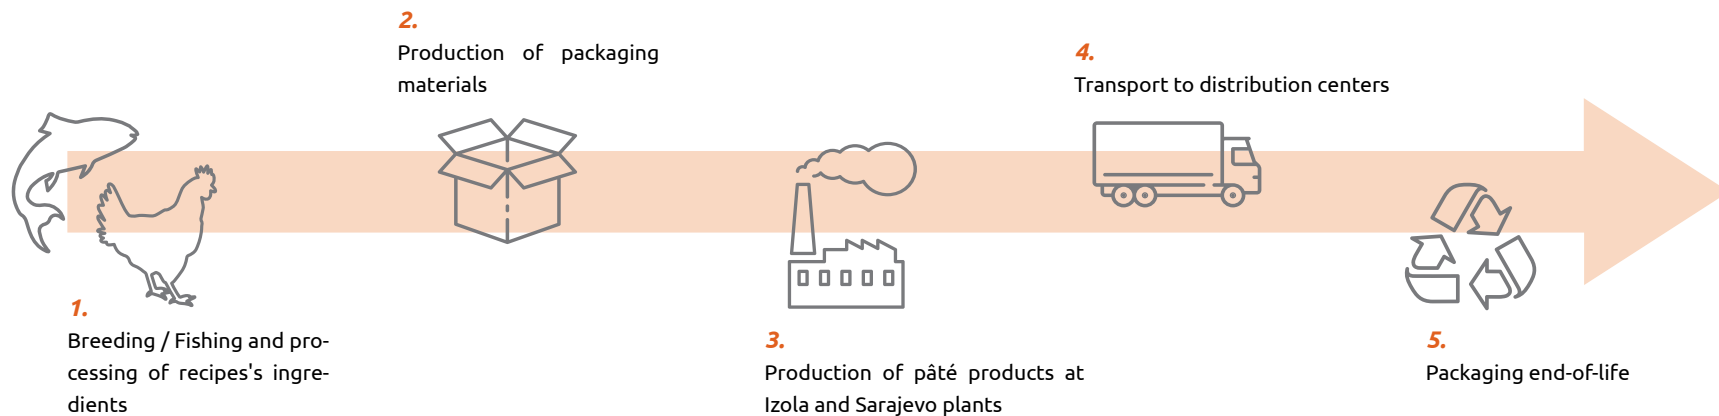 1.
Breeding / Fishing and pro-
cessing of recipes's ingre-
dients
2.
Production of packaging
materials
3.
Production of pâté products at
Izola and Sarajevo plants
4.
Transport to distribution centers
5.
Packaging end-of-life